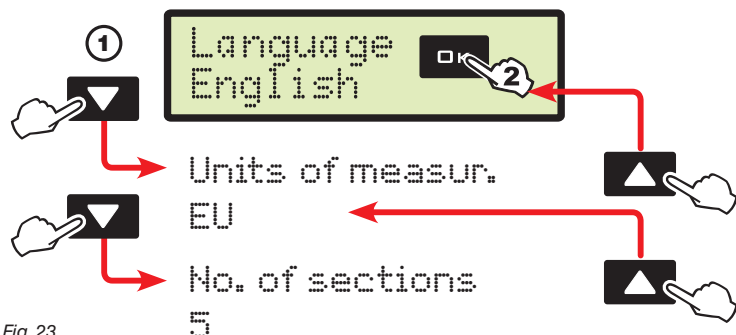 1
Language
English
OK
2
Units of measur.
EU
No. of sections
5
Fig. 23